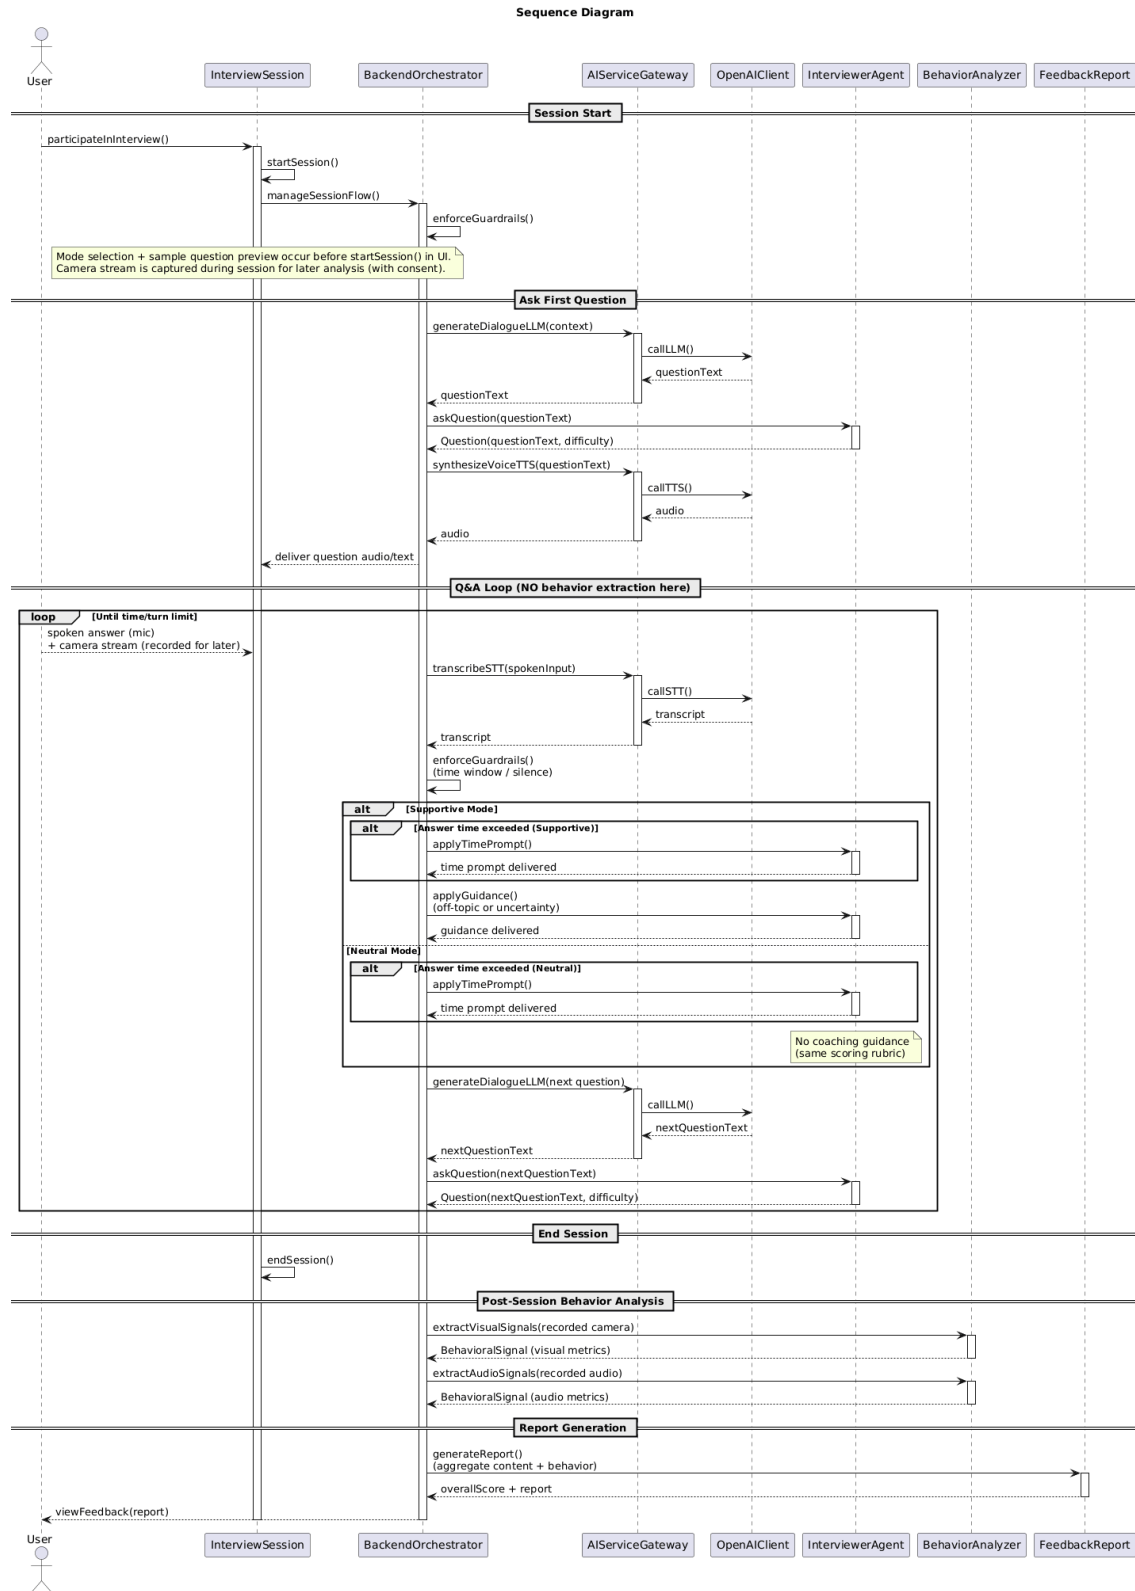 Sequence Diagram
User
InterviewSession
BackendOrchestrator
AIServiceGateway
OpenAIClient
InterviewerAgent
BehaviorAnalyzer
FeedbackReport
Session Start
participateInInterview()
startSession()
manageSessionFlow()
enforceGuardrails()
Mode selection + sample question preview occur before startSession() in UI.
Camera stream is captured during session for later analysis (with consent).
Ask First Question
generateDialogueLLM(context)
callLLM()
questionText
questionText
askQuestion(questionText)
Question(questionText, difficulty)
synthesizeVoiceTTS(questionText)
callTTS()
audio
audio
deliver question audio/text
Q&A Loop (NO behavior extraction here)
loop
[Until time/turn limit]
spoken answer (mic)
+ camera stream (recorded for later)
transcribeSTT(spokenInput)
callSTT()
transcript
transcript
enforceGuardrails()
(time window / silence)
alt
[Supportive Mode]
alt
[Answer time exceeded (Supportive)]
applyTimePrompt()
time prompt delivered
applyGuidance()
(off-topic or uncertainty)
guidance delivered
[Neutral Mode]
alt
[Answer time exceeded (Neutral)]
applyTimePrompt()
time prompt delivered
No coaching guidance
(same scoring rubric)
generateDialogueLLM(next question)
callLLM()
nextQuestionText
nextQuestionText
askQuestion(nextQuestionText)
Question(nextQuestionText, difficulty)
End Session
endSession()
Post-Session Behavior Analysis
extractVisualSignals(recorded camera)
BehavioralSignal (visual metrics)
extractAudioSignals(recorded audio)
BehavioralSignal (audio metrics)
Report Generation
generateReport()
(aggregate content + behavior)
overallScore + report
viewFeedback(report)
User
InterviewSession
BackendOrchestrator
AIServiceGateway
OpenAIClient
InterviewerAgent
BehaviorAnalyzer
FeedbackReport